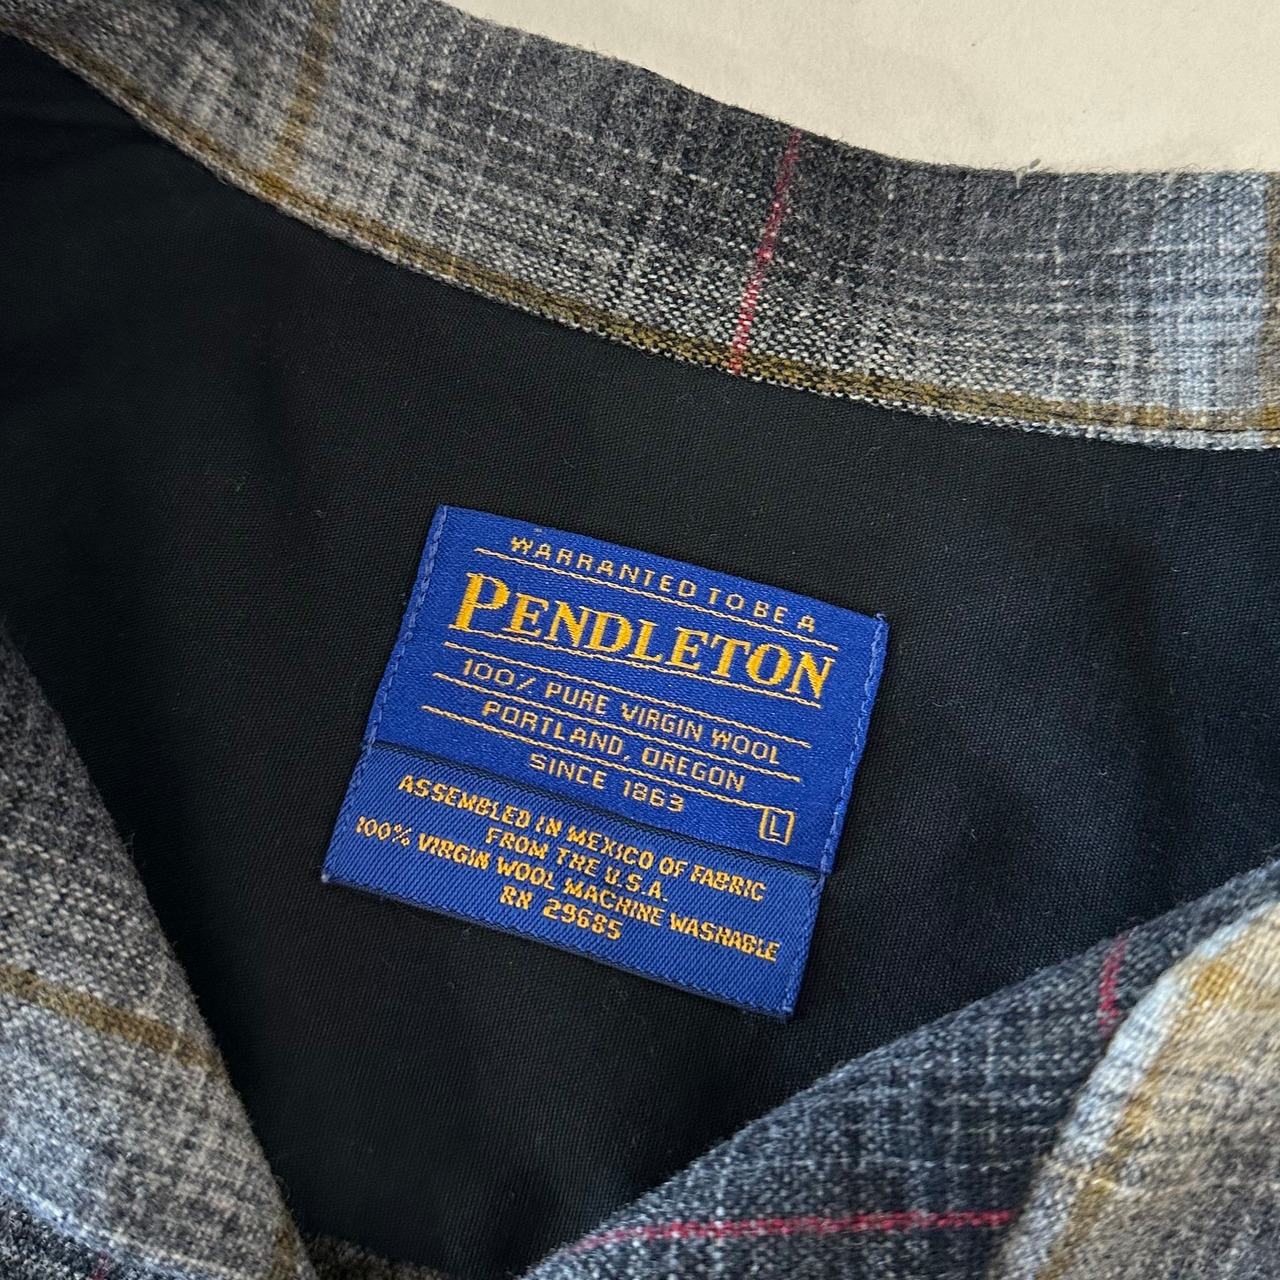 WARRANTED TO BE A
PENDLETON
100% PURE VIRGIN WOOL
PORTLAND, OREGON
SINCE 1863
L
ASSEMBLED IN MEXICO OF FABRIC
FROM THE U.S.A.
100% VIRGIN WOOL MACHINE WASHABLE
RN 29685